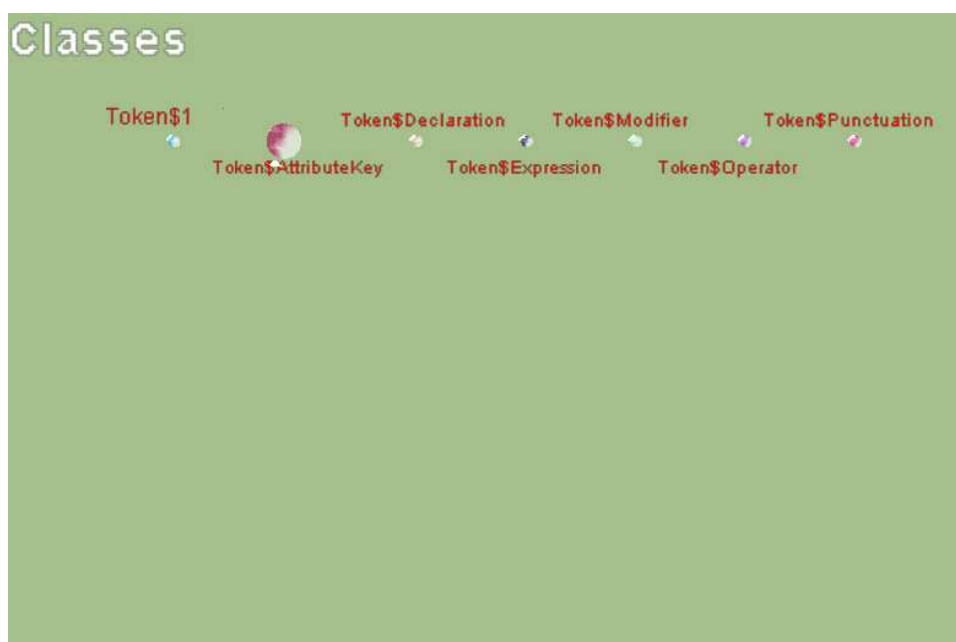 Classes
Token$1
Token$Declaration
Token$Modifier
Token$Punctuation
Token$AttributeKey
Token$Expression
Token$Operator